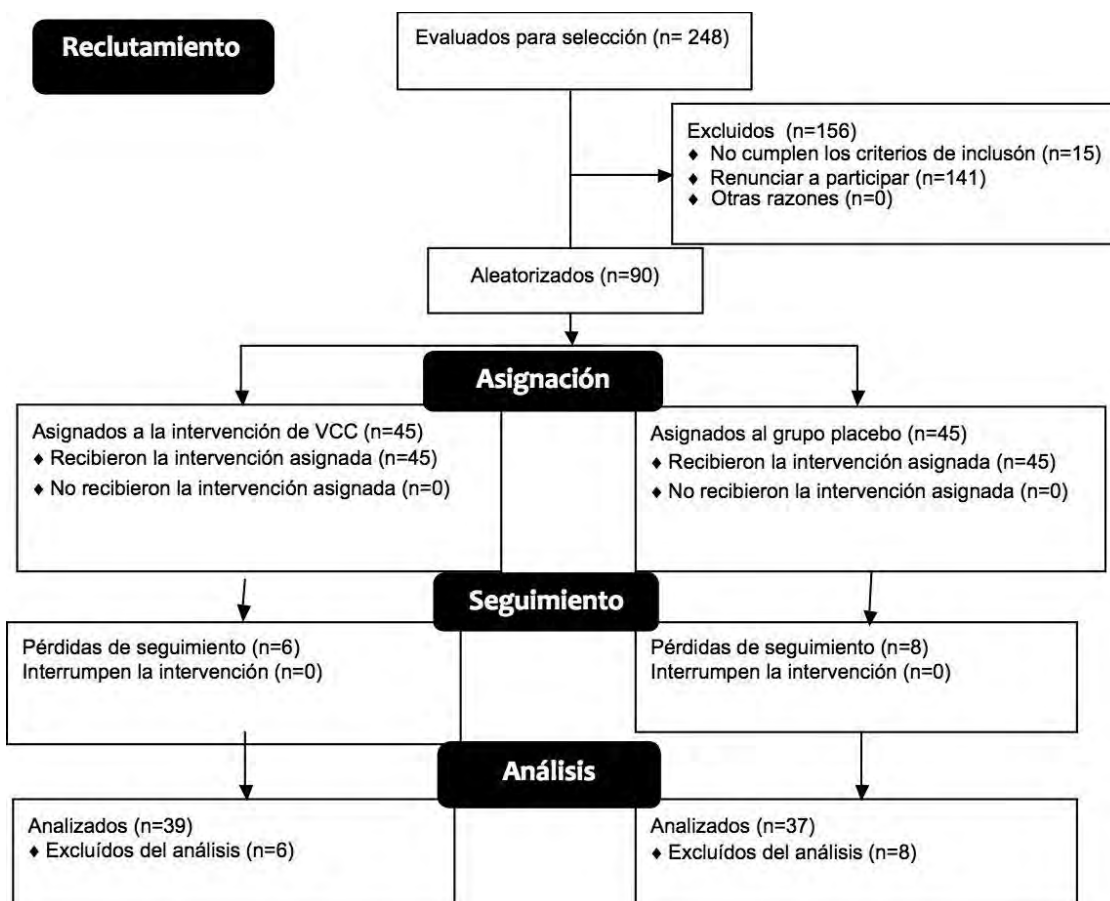 Reclutamiento
Evaluados para selección (n= 248)
Excluidos (n=156)
♦ No cumplen los criterios de inclusón (n=15)
♦ Renunciar a participar (n=141)
♦ Otras razones (n=0)
Aleatorizados (n=90)
Asignación
Asignados a la intervención de VCC (n=45)
♦ Recibieron la intervención asignada (n=45)
♦ No recibieron la intervención asignada (n=0)
Asignados al grupo placebo (n=45)
♦ Recibieron la intervención asignada (n=45)
♦ No recibieron la intervención asignada (n=0)
Seguimiento
Pérdidas de seguimiento (n=6)
Interrumpen la intervención (n=0)
Pérdidas de seguimiento (n=8)
Interrumpen la intervención (n=0)
Análisis
Analizados (n=39)
♦ Excluídos del análisis (n=6)
Analizados (n=37)
♦ Excluídos del análisis (n=8)